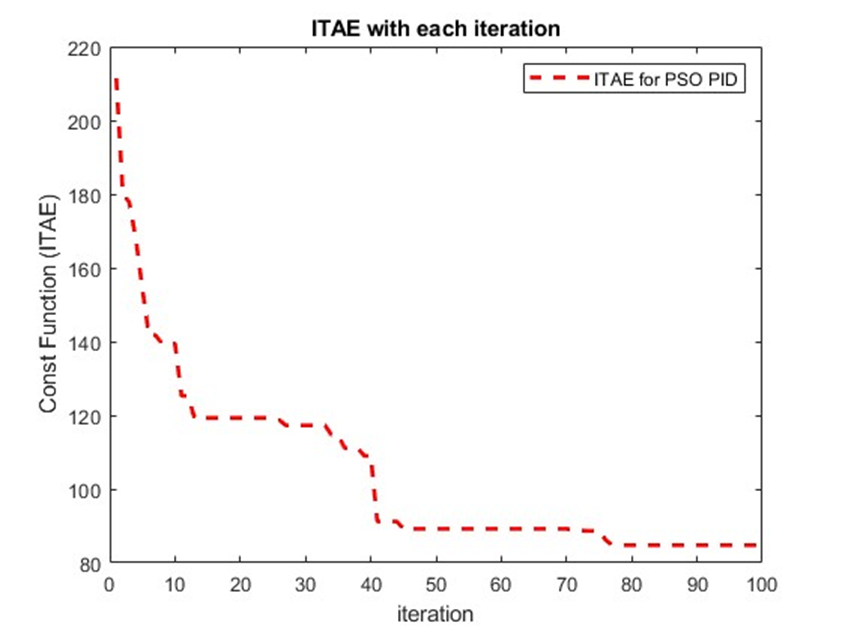 ITAE with each iteration
220
ITAE for PSO PID
200
180
160
140
120
100
80
Const Function (ITAE)
0 10 20 30 40 50 60 70 80 90 100
iteration